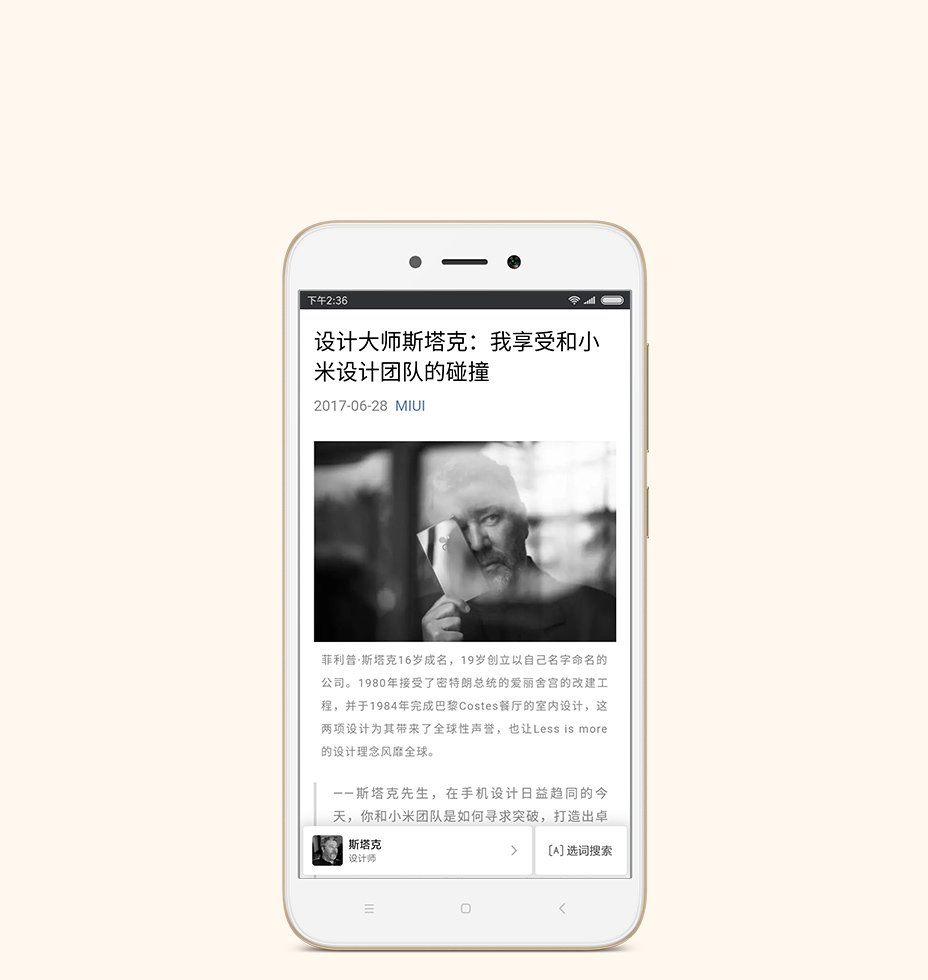 下午2:36
设计大师斯塔克：我享受和小
米设计团队的碰撞
2017-06-28 MIUI
菲利普·斯塔克16岁成名，19岁创立以自己名字命名的
公司。1980年接受了密特朗总统的爱丽舍宫的改建工
程，并于1984年完成巴黎Costes餐厅的室内设计，这
两项设计为其带来了全球性声誉，也让Less is more
的设计理念风靡全球。
——斯塔克先生，在手机设计日益趋同的今
天，你和小米团队是如何寻求突破，打造出卓
斯塔克
设计师
[A] 选词搜索